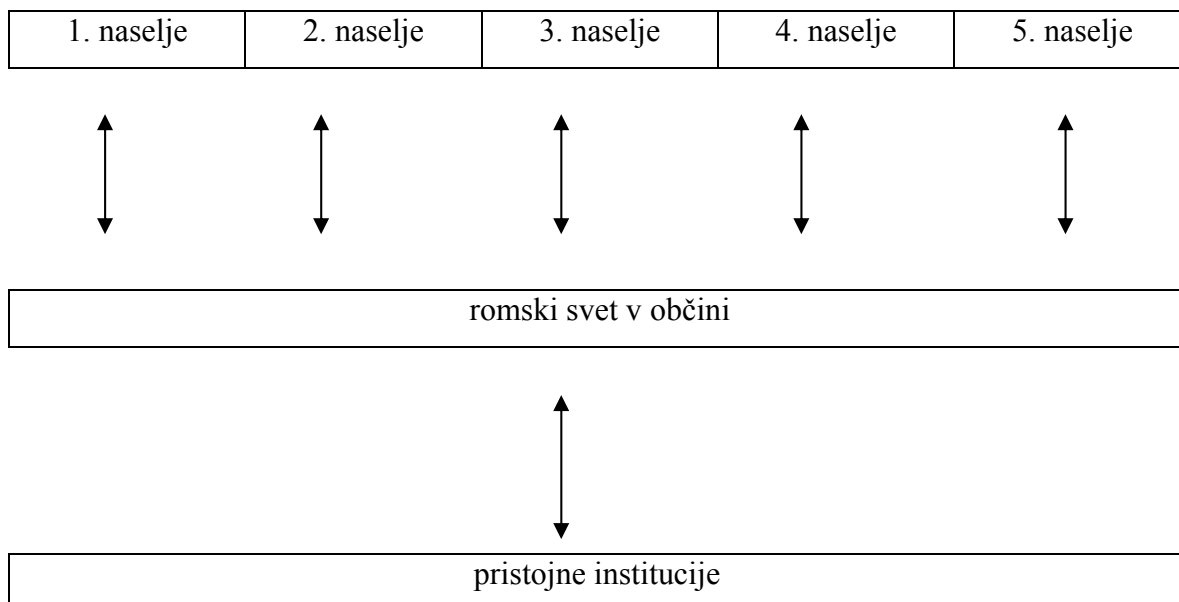 1. naselje 2. naselje 3. naselje 4. naselje 5. naselje
romski svet v občini
pristojne institucije